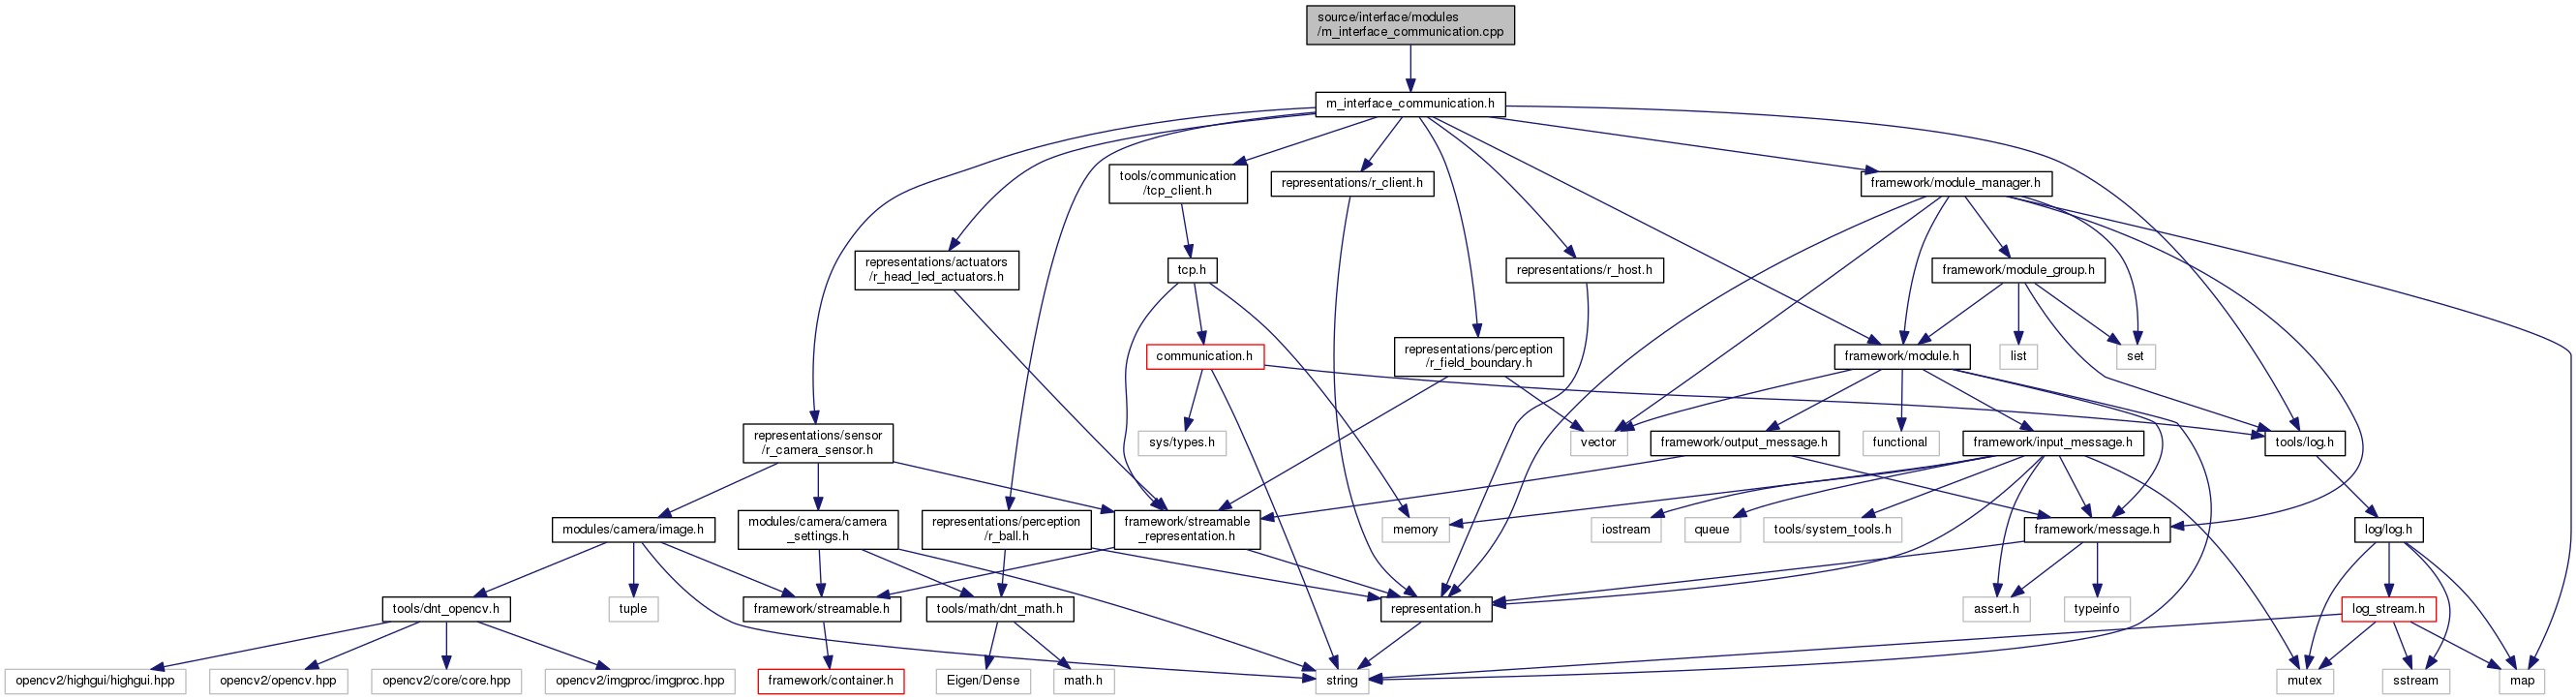 source/interface/modules
/m_interface_communication.cpp
m_interface_communication.h
tools/communication
/tcp_client.h
representations/r_client.h
framework/module_manager.h
representations/actuators
/r_head_led_actuators.h
tcp.h
representations/r_host.h
framework/module_group.h
communication.h
representations/perception
/r_field_boundary.h
framework/module.h
list
set
representations/sensor
/r_camera_sensor.h
sys/types.h
vector
framework/output_message.h
functional
framework/input_message.h
tools/log.h
modules/camera/image.h
modules/camera/camera
_settings.h
representations/perception
/r_ball.h
framework/streamable
_representation.h
memory
iostream
queue
tools/system_tools.h
framework/message.h
log/log.h
tools/dnt_opencv.h
tuple
framework/streamable.h
tools/math/dnt_math.h
representation.h
assert.h
typeinfo
log_stream.h
opencv2/highgui/highgui.hpp
opencv2/opencv.hpp
opencv2/core/core.hpp
opencv2/imgproc/imgproc.hpp
framework/container.h
Eigen/Dense
math.h
string
mutex
sstream
map